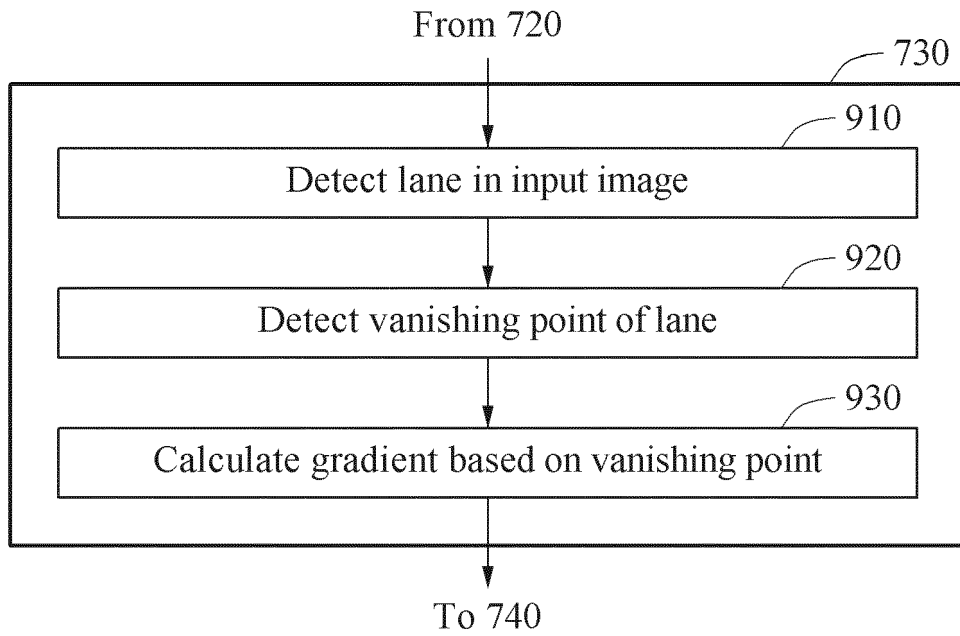 From 720
730
910
Detect lane in input image
920
Detect vanishing point of lane
930
Calculate gradient based on vanishing point
To 740